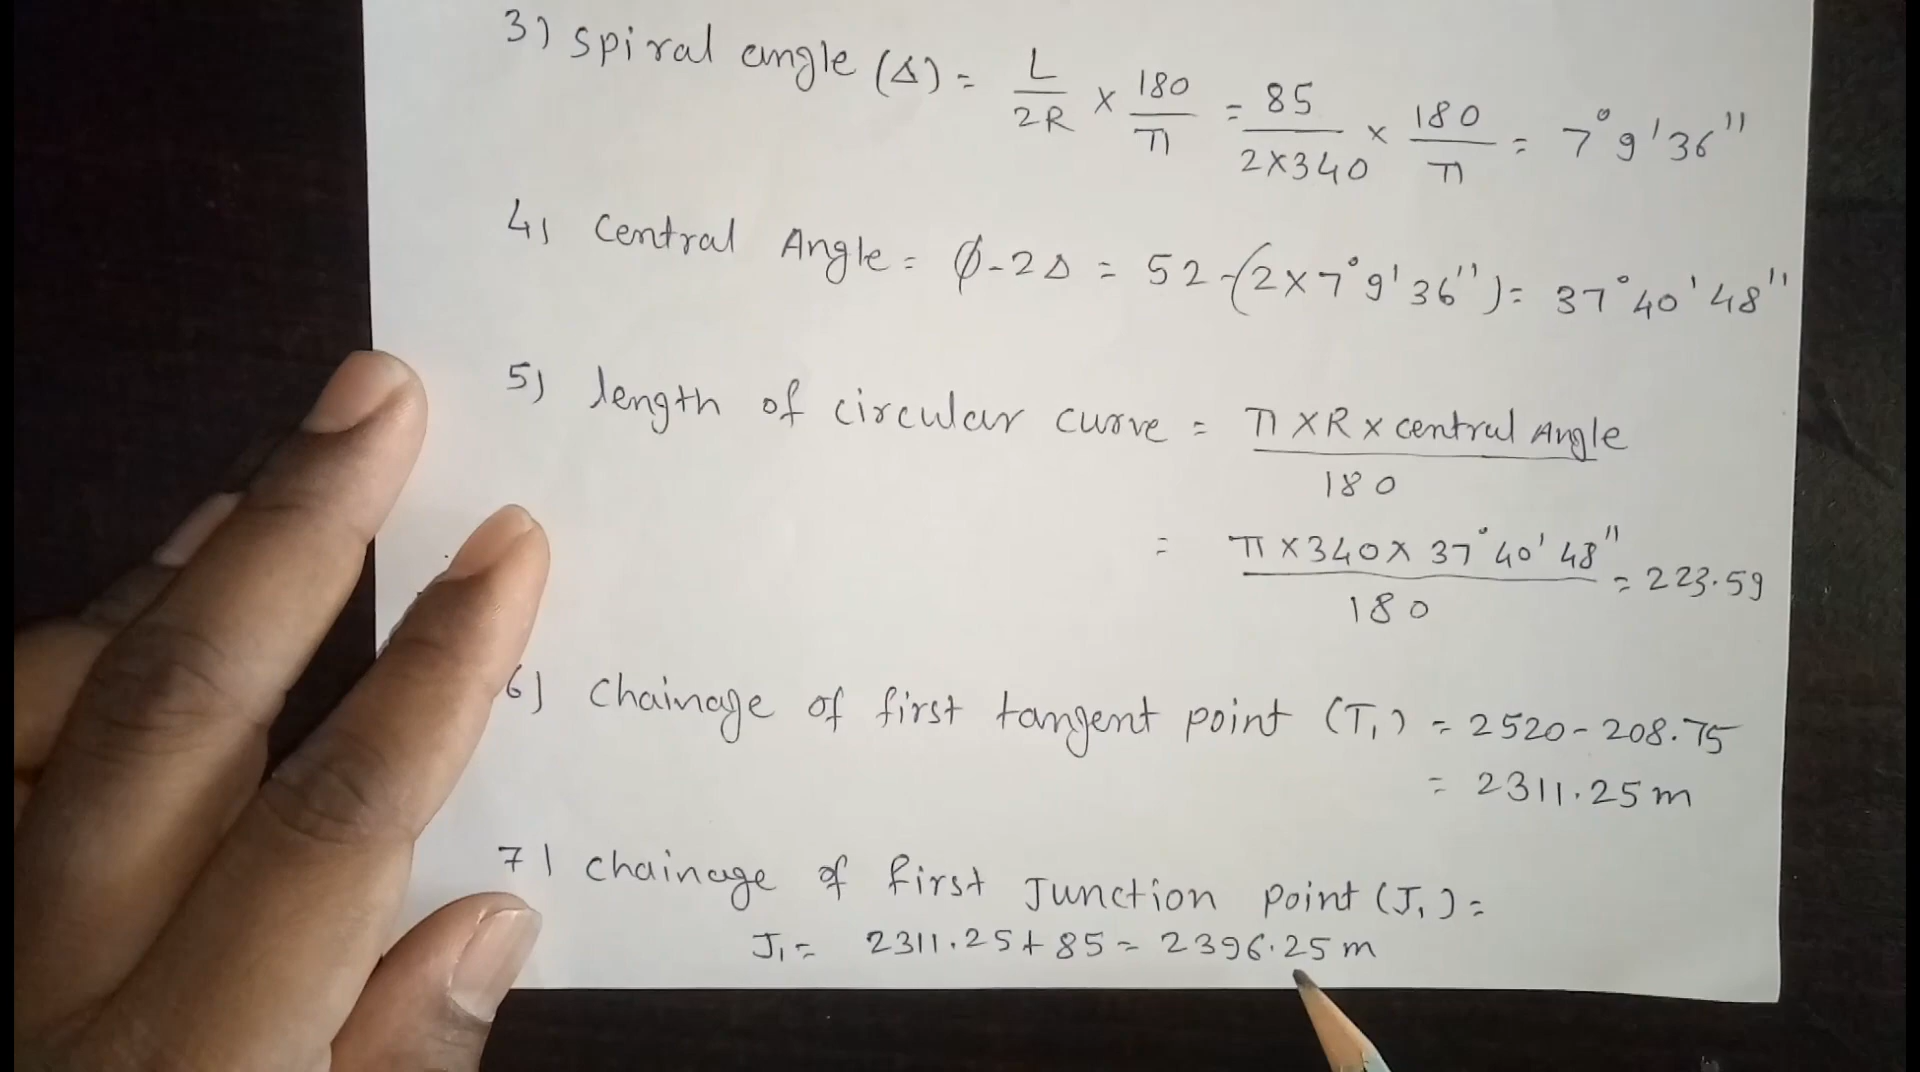 3) spiral angle (Δ) = L/2R × 180/π = 85/2×340 × 180/π = 7°9'36"
4) Central Angle = φ-2Δ = 52-(2×7°9'36") = 37°40'48"
5) length of circular curve = π×R×central Angle/180
= π×340×37°40'48"/180 = 223.59
6) Chainage of first tangent point (T₁) = 2520-208.75
= 2311.25m
7) chainage of first Junction point (J₁) =
J₁ = 2311.25+85 = 2396.25m